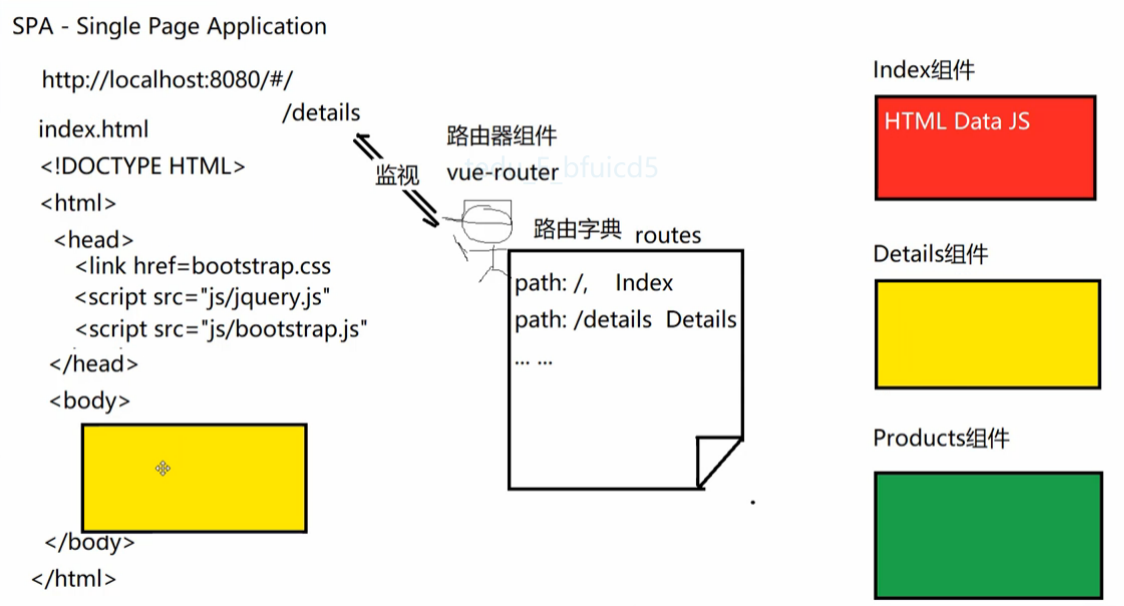 SPA - Single Page Application
http://localhost:8080/#/
/details
index.html
<!DOCTYPE HTML>
<html>
<head>
<link href=bootstrap.css
<script src="js/jquery.js"
<script src="js/bootstrap.js"
</head>
<body>
</body>
</html>
监视
路由器组件
vue-router
tedu_5_bfuicd5
路由字典 routes
path: /, Index
path: /details Details
... ...
Index组件
HTML Data JS
Details组件
Products组件